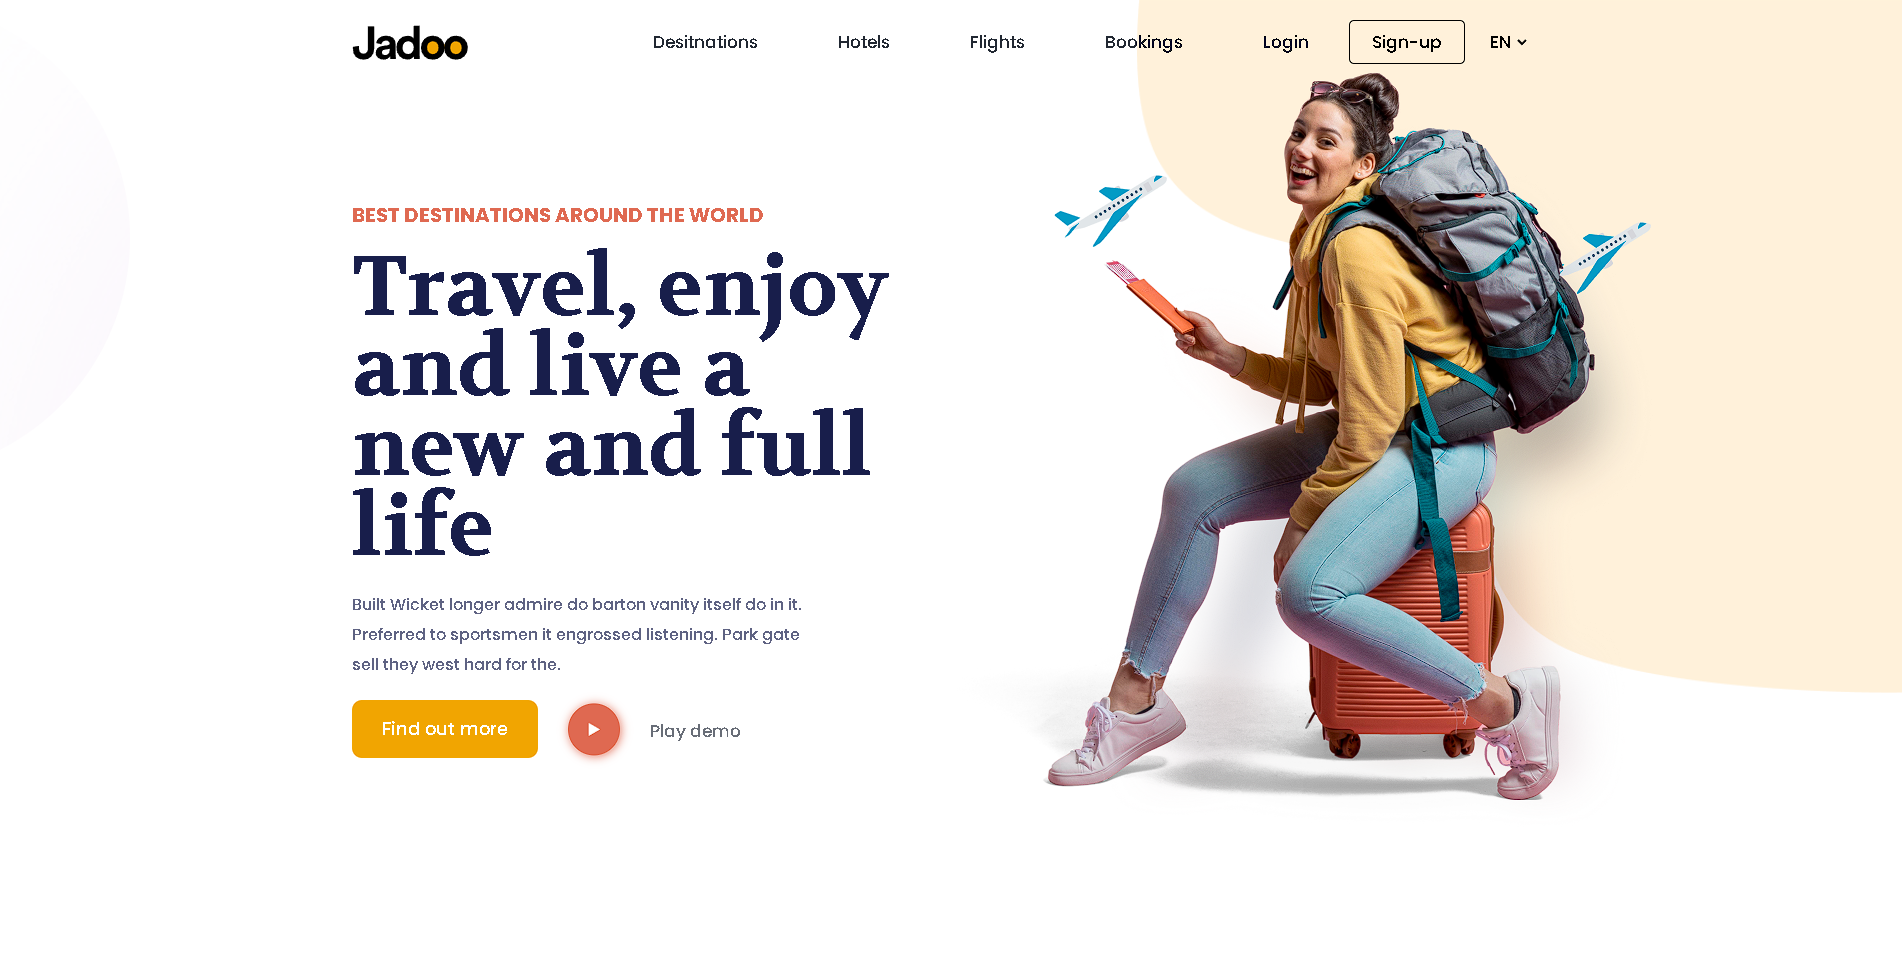 Jadoo
Desitnations
Hotels
Flights
Bookings
Login
Sign-up
EN
BEST DESTINATIONS AROUND THE WORLD
Travel, enjoy
and live a
new and full
life
Built Wicket longer admire do barton vanity itself do in it.
Preferred to sportsmen it engrossed listening. Park gate
sell they west hard for the.
Find out more
Play demo